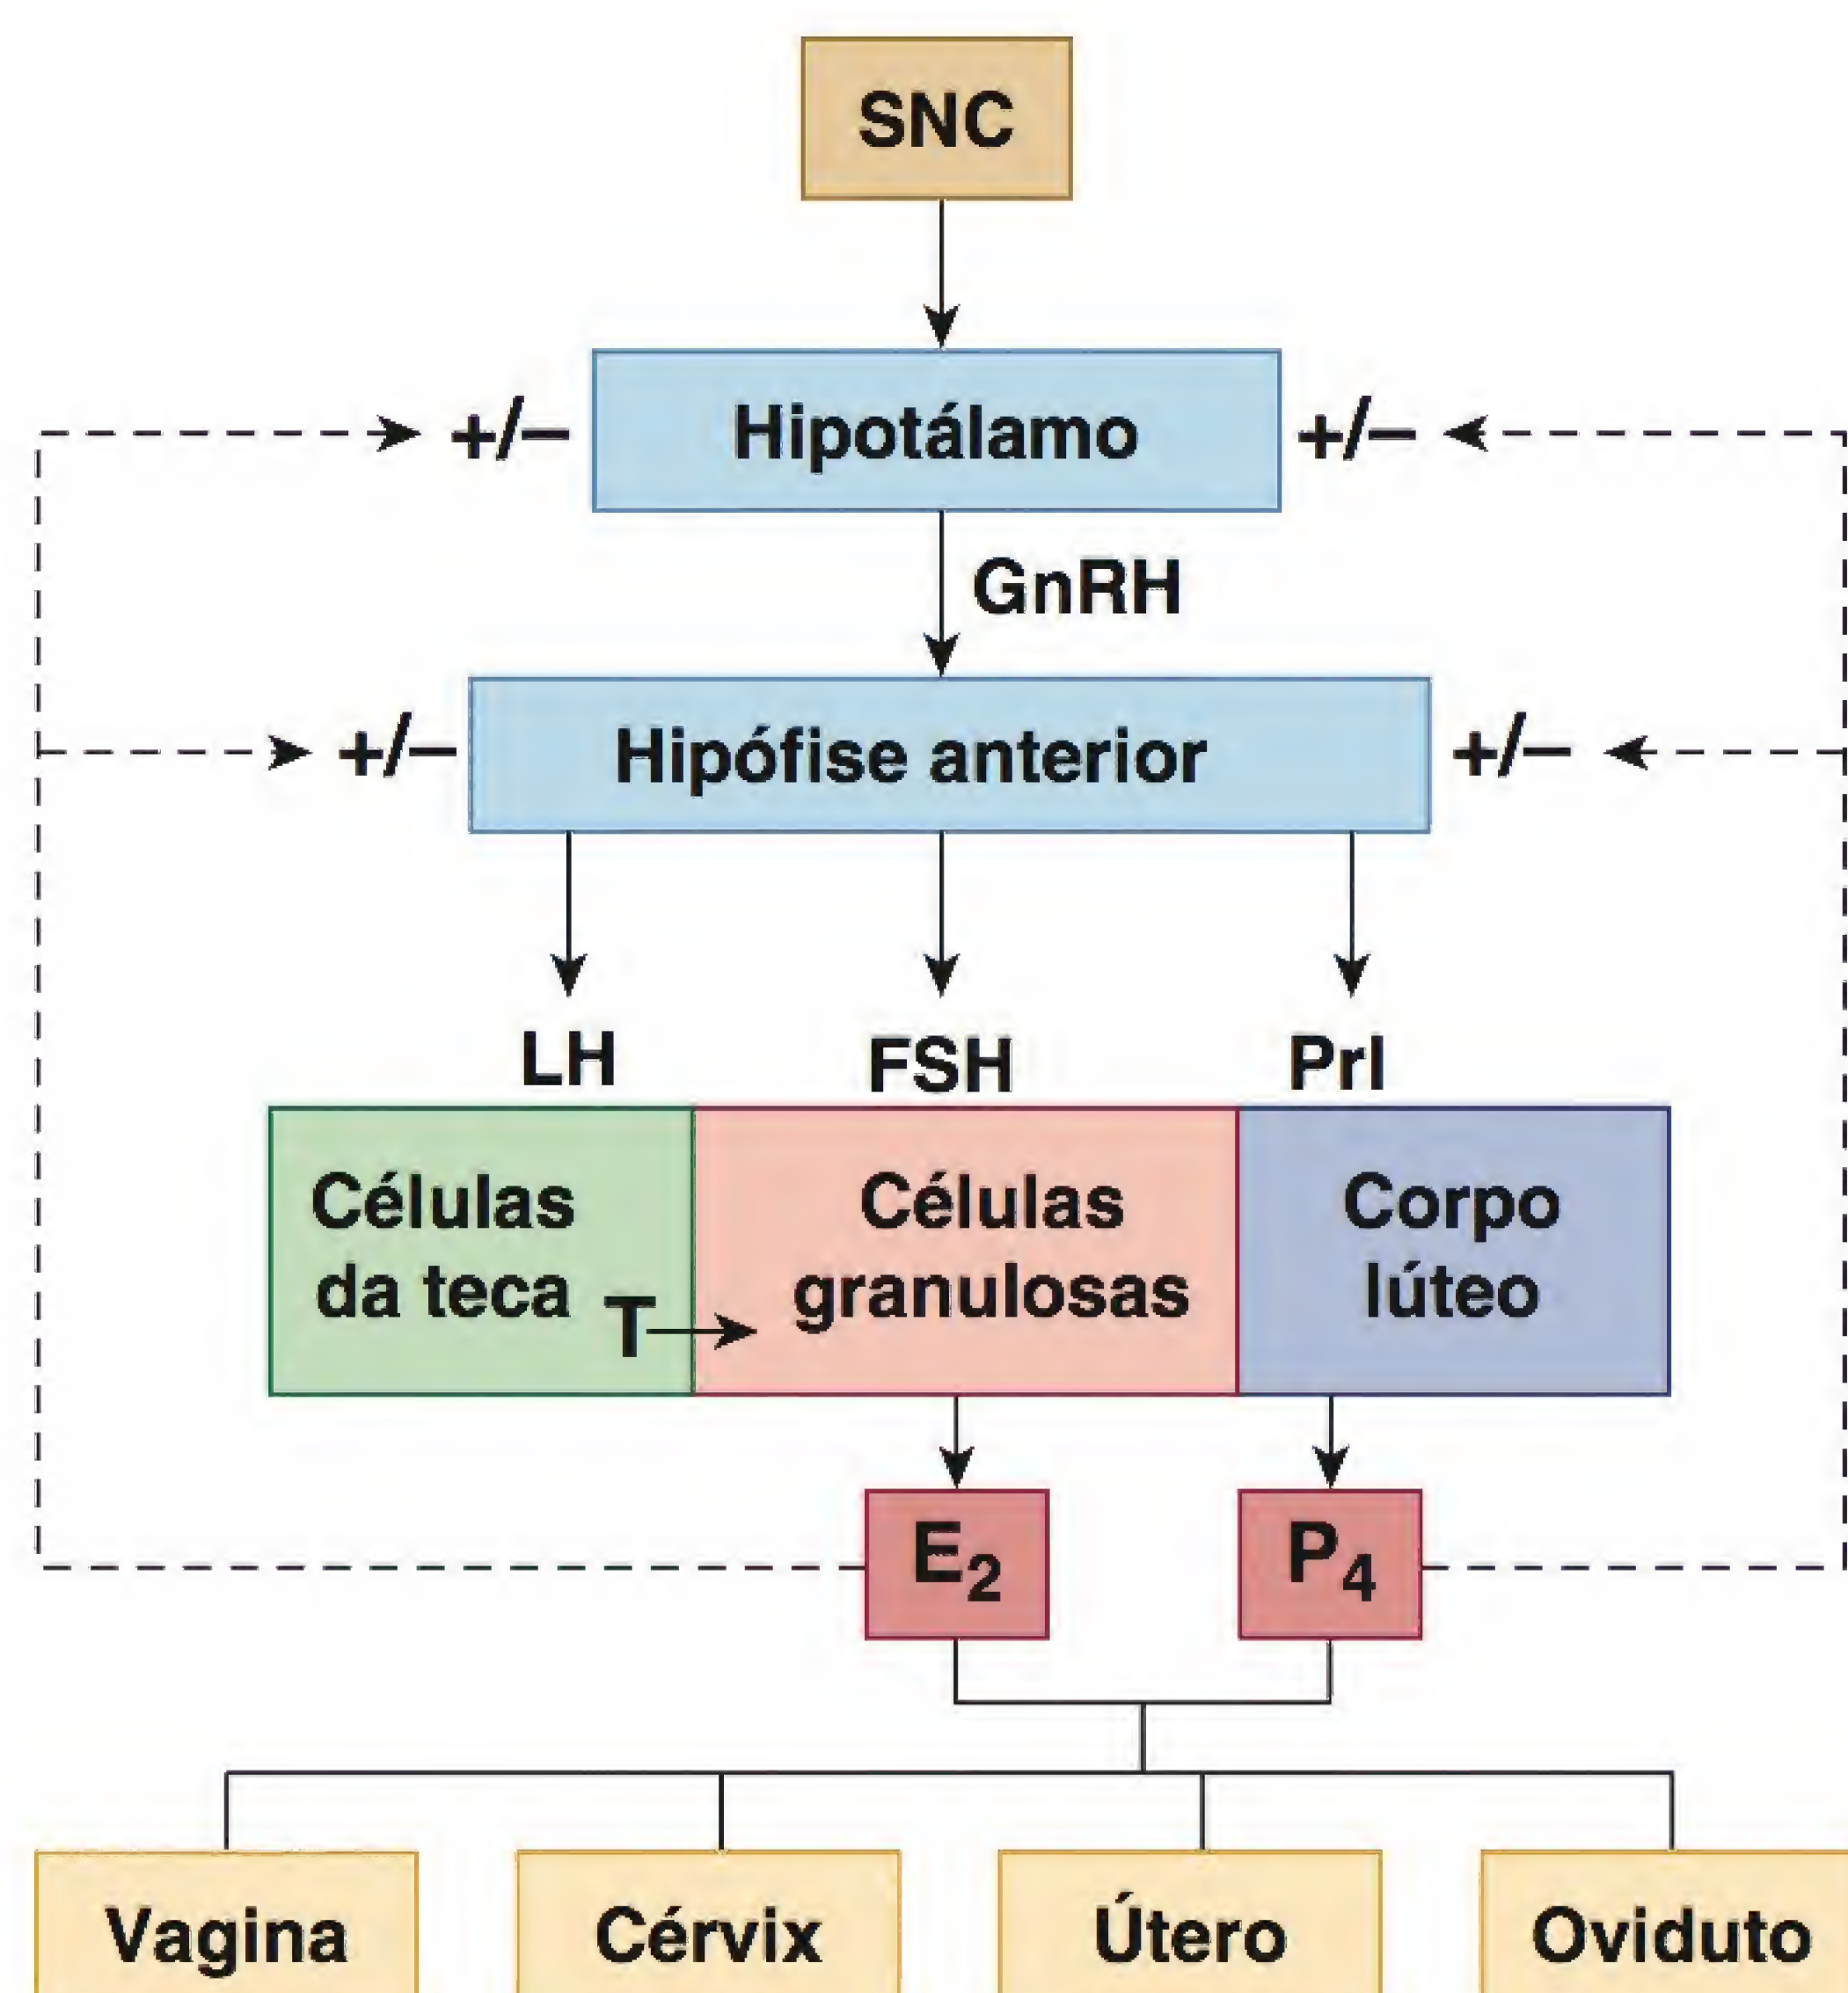 SNC
+/–
Hipotálamo
+/–
GnRH
+/–
Hipófise anterior
+/–
LH
FSH
Prl
Células
da teca
T
Células
granulosas
Corpo
lúteo
E2
P4
Vagina
Cérvix
Útero
Oviduto